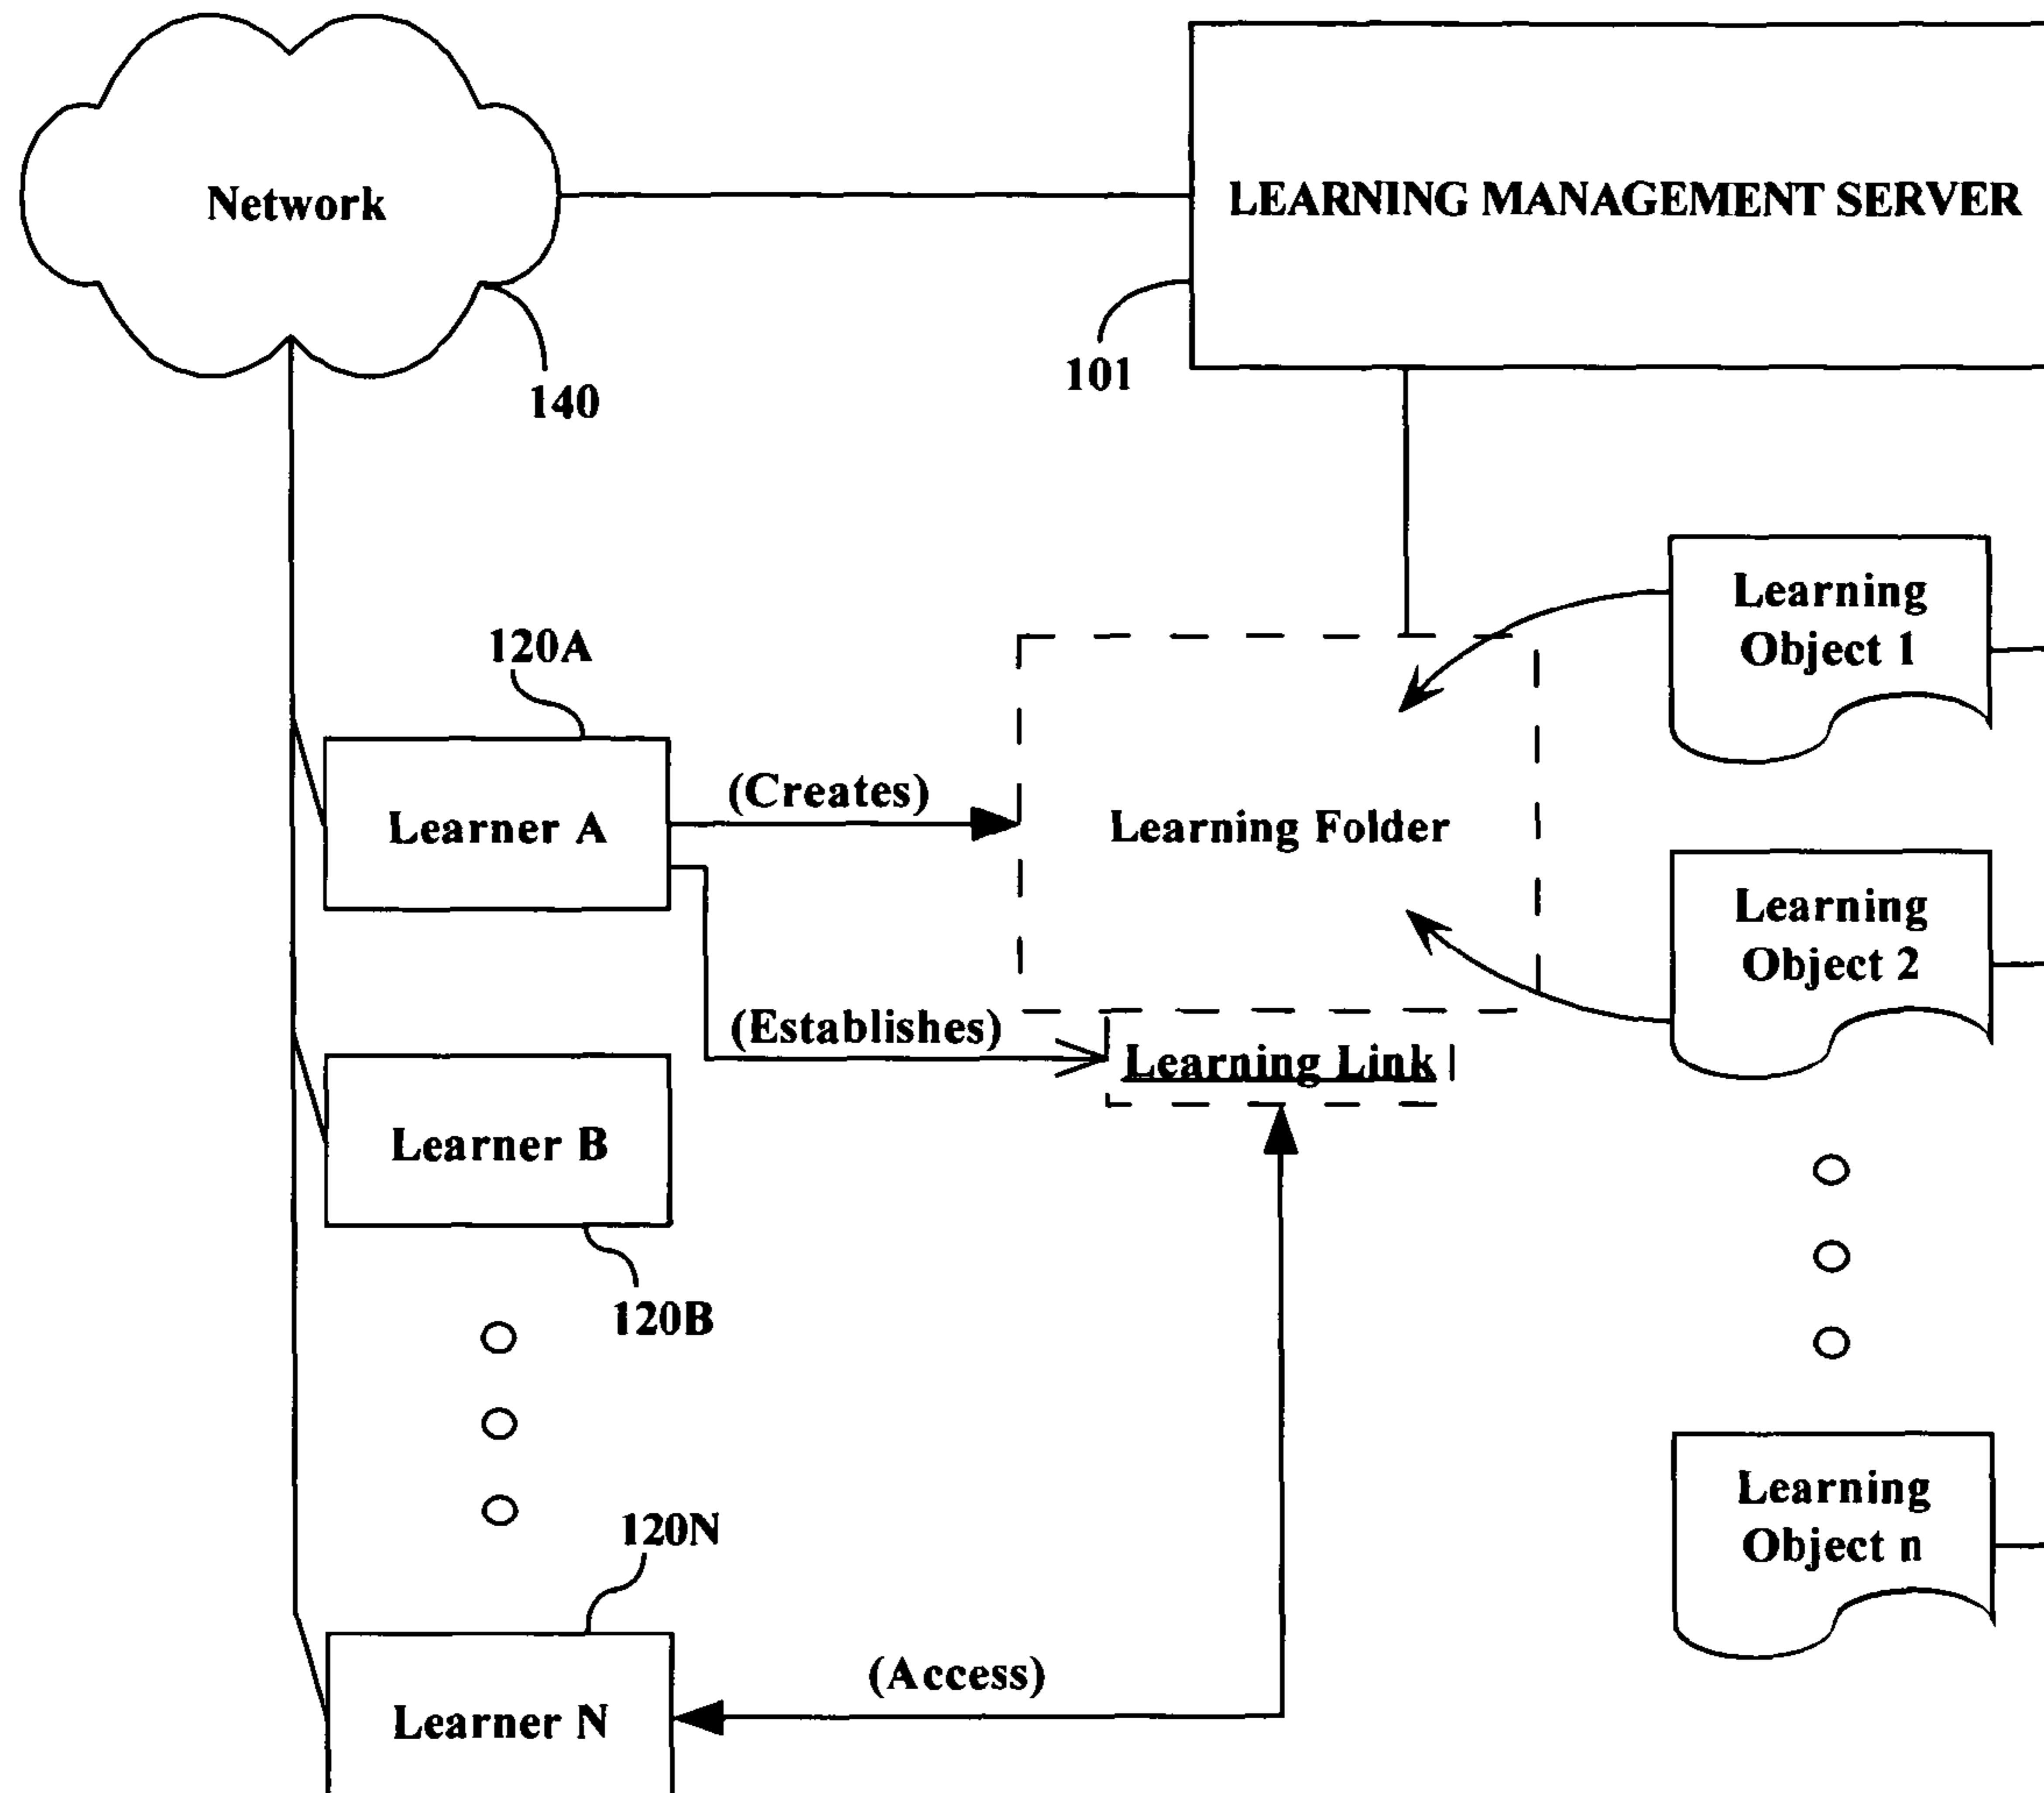 Network
LEARNING MANAGEMENT SERVER
140
101
120A
Learning
Object 1
(Creates)
Learner A
Learning Folder
Learning
Object 2
(Establishes)
Learning Link
Learner B
120B
120N
Learning
Object n
(Access)
Learner N